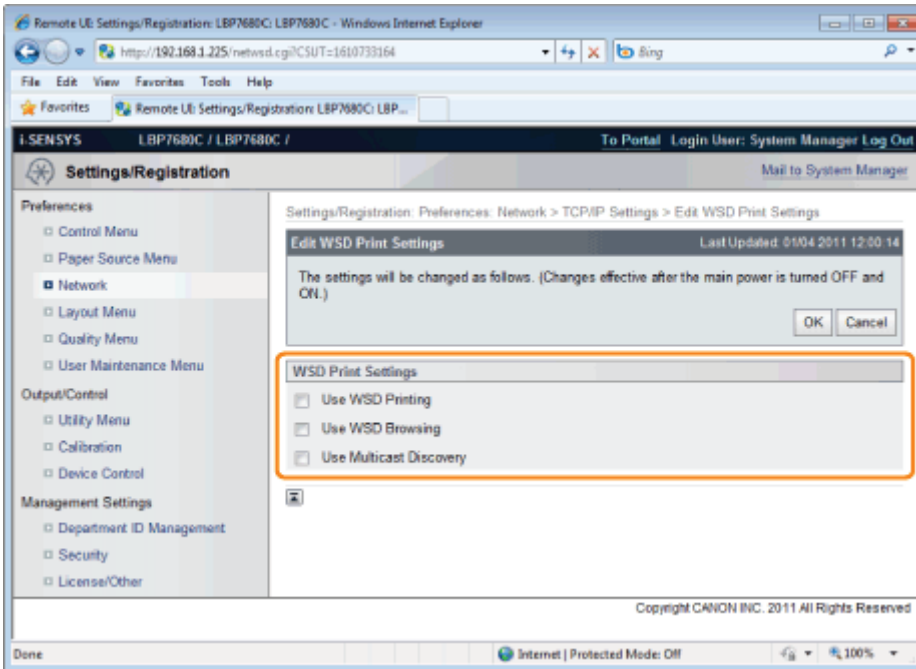 Remote UI: Settings/Registration: LBP7680C: LBP7680C - Windows Internet Explorer
http://192.168.1.225/netwsd.cgi?CSUT=1610733164
Bing
File Edit View Favorites Tools Help
Favorites Remote UI: Settings/Registration: LBP7680C: LBP...
i-SENSYS LBP7680C / LBP7680C / To Portal Login User: System Manager Log Out
Settings/Registration Mail to System Manager
Preferences
Control Menu
Paper Source Menu
Network
Layout Menu
Quality Menu
User Maintenance Menu
Output/Control
Utility Menu
Calibration
Device Control
Management Settings
Department ID Management
Security
License/Other
Settings/Registration: Preferences: Network > TCP/IP Settings > Edit WSD Print Settings
Edit WSD Print Settings Last Updated: 01/04 2011 12:00:14
The settings will be changed as follows. (Changes effective after the main power is turned OFF and
ON.)
OK Cancel
WSD Print Settings
Use WSD Printing
Use WSD Browsing
Use Multicast Discovery
Copyright CANON INC. 2011 All Rights Reserved
Done Internet | Protected Mode: Off 100%